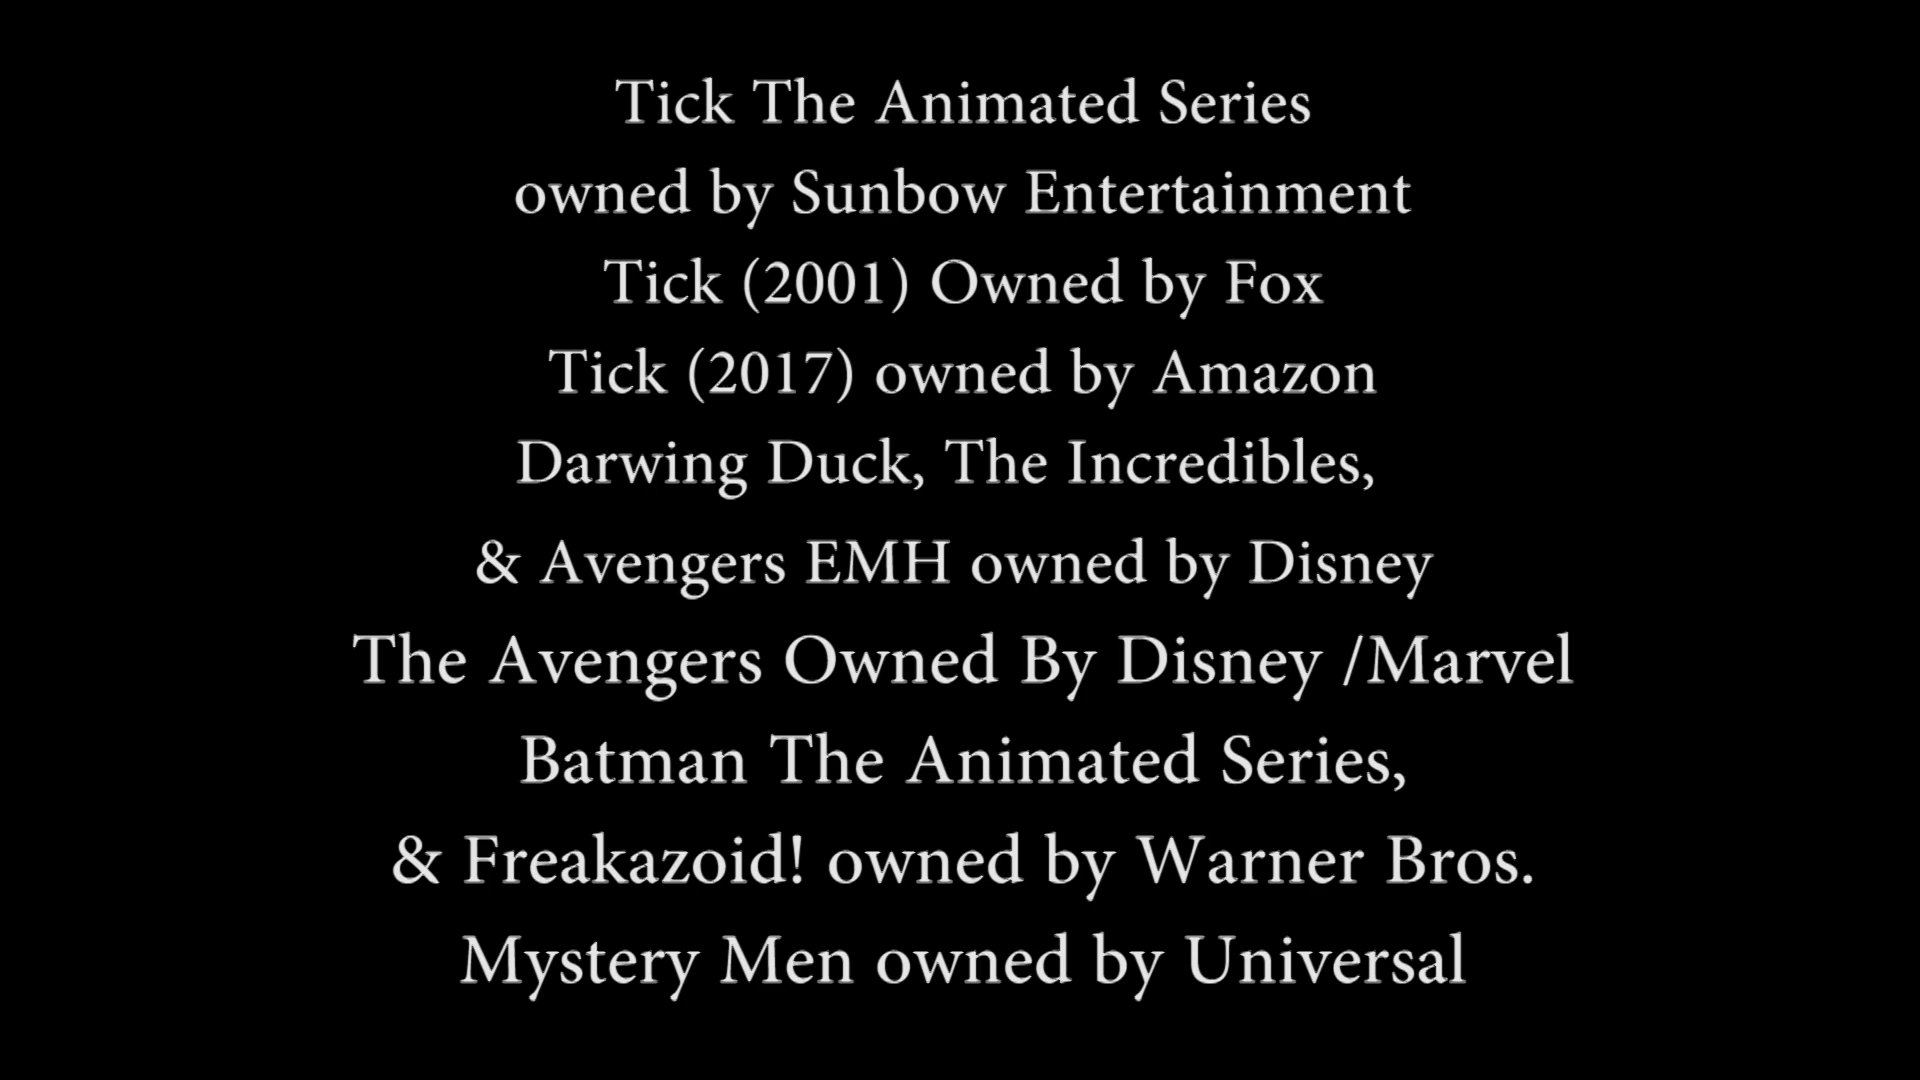 Tick The Animated Series
owned by Sunbow Entertainment
Tick (2001) Owned by Fox
Tick (2017) owned by Amazon
Darwing Duck, The Incredibles,
& Avengers EMH owned by Disney
The Avengers Owned By Disney /Marvel
Batman The Animated Series,
& Freakazoid! owned by Warner Bros.
Mystery Men owned by Universal